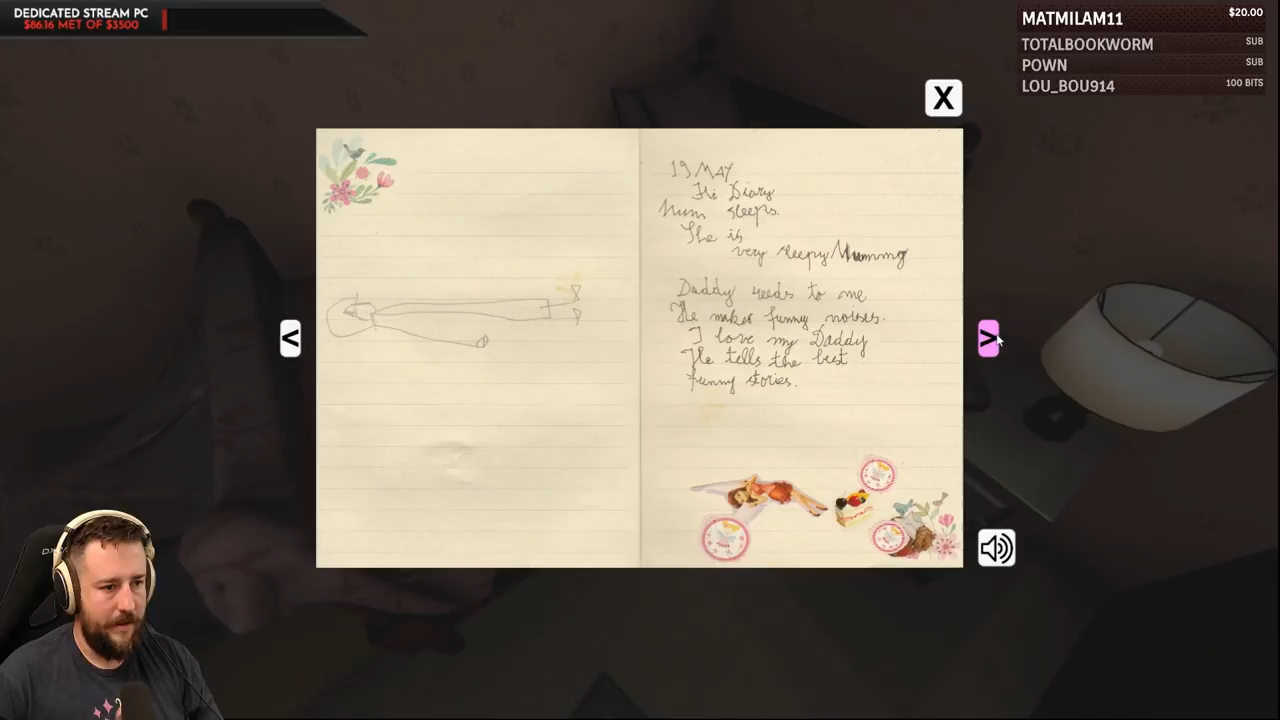 DEDICATED STREAM PC
$86.16 MET OF $3500
MATMILAM11 $20.00
TOTALBOOKWORM SUB
POWN SUB
LOU_BOU914 100 BITS
X
<
>
19 MAY
Hi Diary
Mum sleeps.
She is
very sleepy Mummy
Daddy reeds to me
He makes funny noises.
I love my Daddy
He tells the best
funny stories.